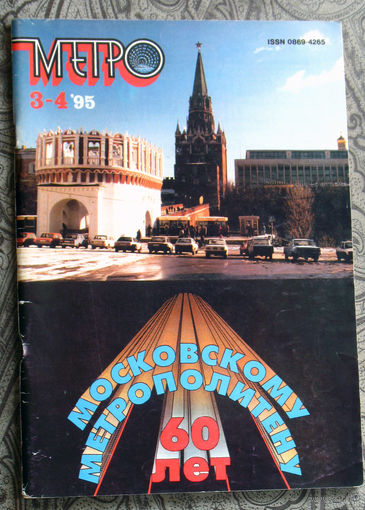 МЕТРО
ISSN 0869-4265
3-4'95
МОСКОВСКОМУ
МЕТРОПОЛИТЕНУ
60
лет